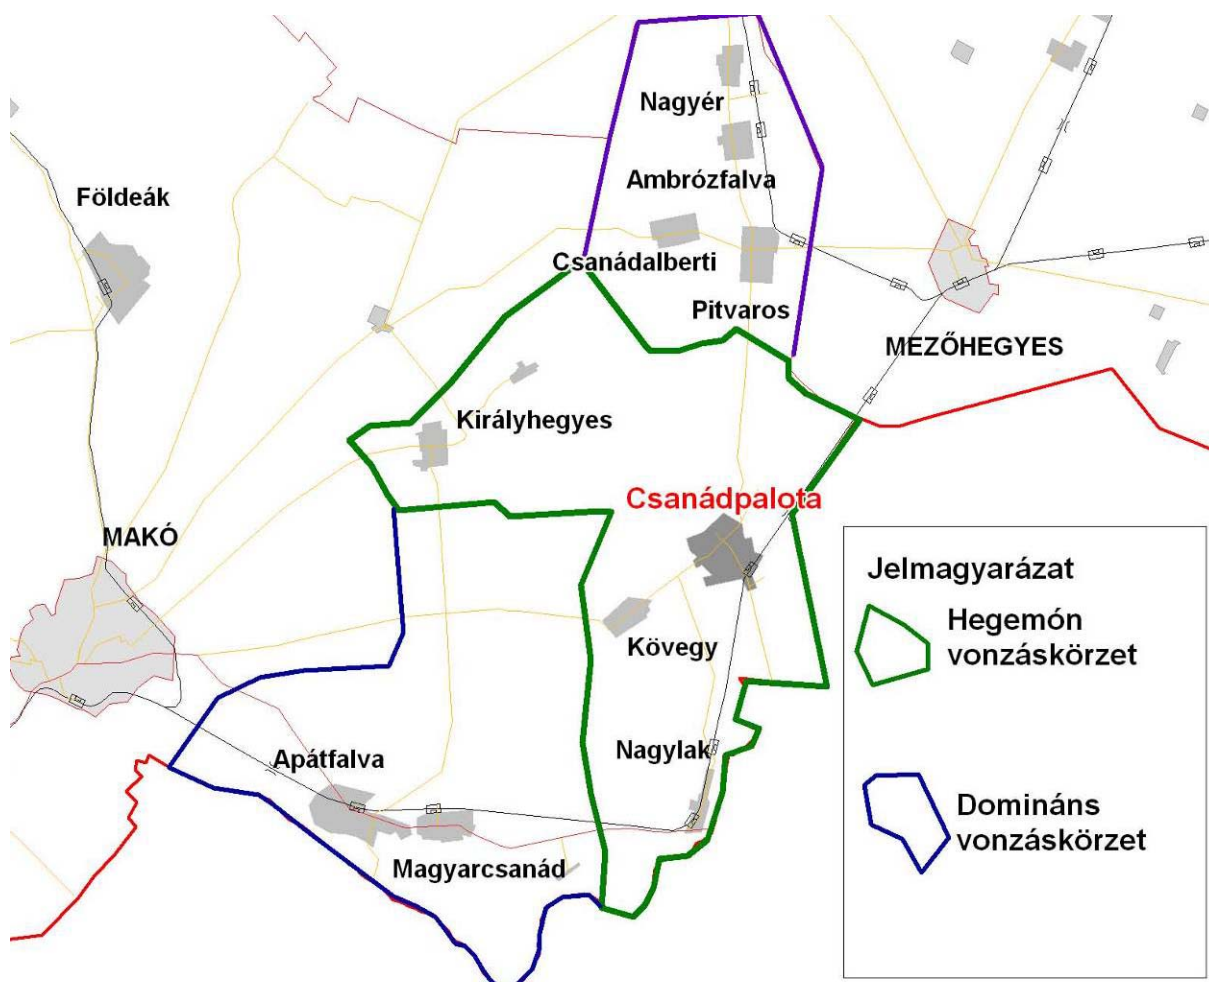 Nagyér
Ambrózfalva
Földeák
Csanádalberti
Pitvaros
MEZŐHEGYES
Királyhegyes
Csanádpalota
MAKÓ
Kövegy
Nagylak
Apátfalva
Magyarcsanád
Jelmagyarázat
Hegemón
vonzáskörzet
Domináns
vonzáskörzet